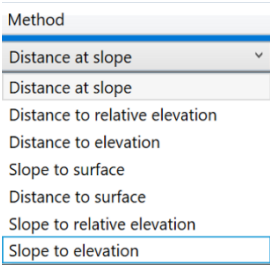 Method
Distance at slope
Distance at slope
Distance to relative elevation
Distance to elevation
Slope to surface
Distance to surface
Slope to relative elevation
Slope to elevation